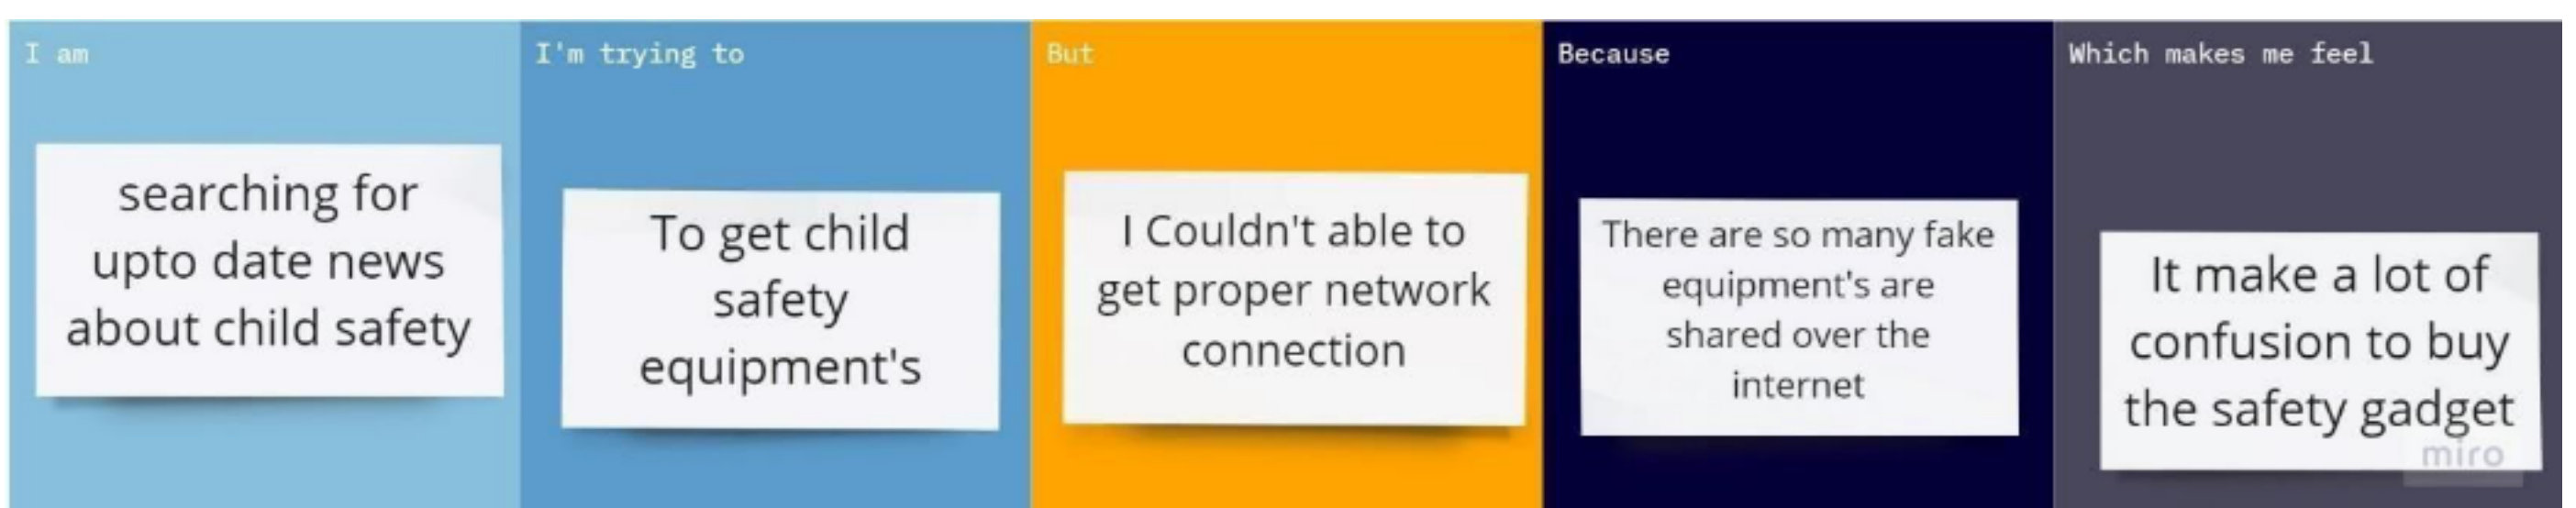 I am
searching for
upto date news
about child safety
I'm trying to
To get child
safety
equipment's
But
I Couldn't able to
get proper network
connection
Because
There are so many fake
equipment's are
shared over the
internet
Which makes me feel
It make a lot of
confusion to buy
the safety gadget
miro